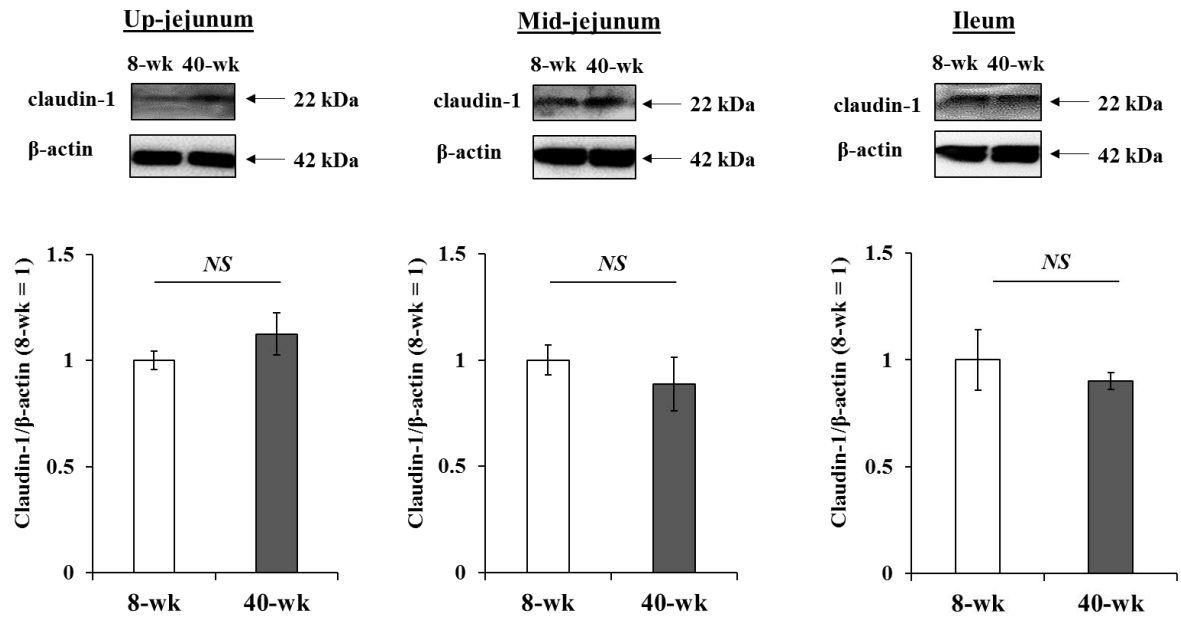 Up-jejunum
8-wk 40-wk
claudin-1
22 kDa
β-actin
42 kDa
Claudin-1/β-actin (8-wk = 1)
1.5
1
0.5
0
NS
8-wk
40-wk
Mid-jejunum
8-wk 40-wk
claudin-1
22 kDa
β-actin
42 kDa
Claudin-1/β-actin (8-wk = 1)
1.5
1
0.5
0
NS
8-wk
40-wk
Ileum
8-wk 40-wk
claudin-1
22 kDa
β-actin
42 kDa
Claudin-1/β-actin (8-wk = 1)
1.5
1
0.5
0
NS
8-wk
40-wk